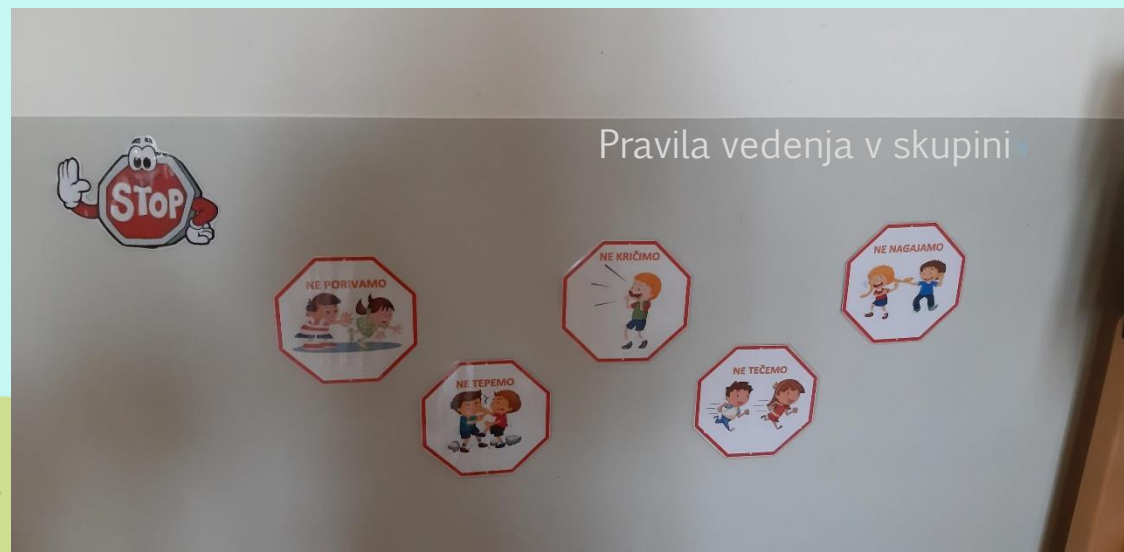 Pravila vedenja v skupini
STOP
NE PORIVAMO
NE TEPEMO
NE KRIČIMO
NE TEČEMO
NE NAGAJAMO